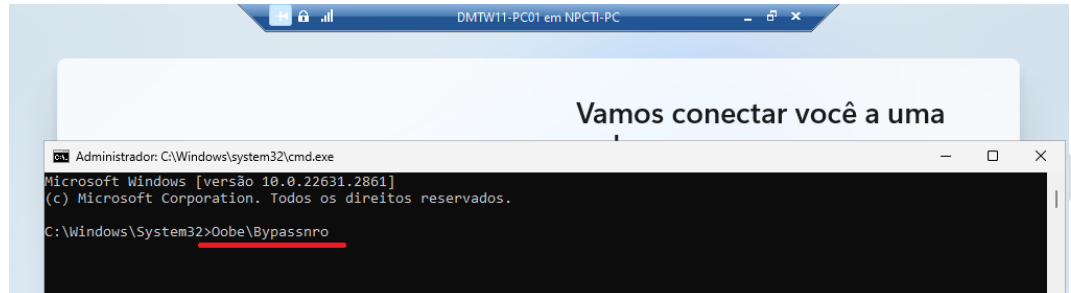 DMTW11-PC01 em NPCTI-PC
Vamos conectar você a uma
Administrador: C:\Windows\system32\cmd.exe
Microsoft Windows [versão 10.0.22631.2861]
(c) Microsoft Corporation. Todos os direitos reservados.
C:\Windows\System32>Oobe\Bypassnro